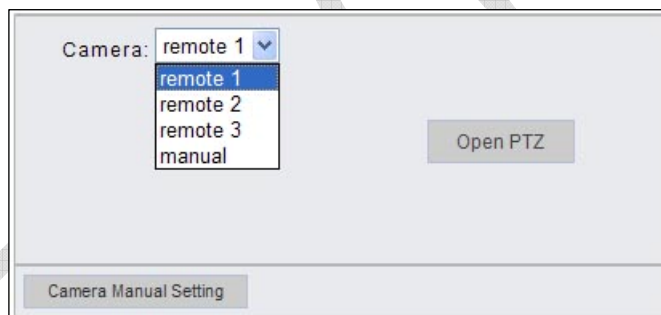 Camera: remote 1
remote 1
remote 2
remote 3
manual
Open PTZ
Camera Manual Setting